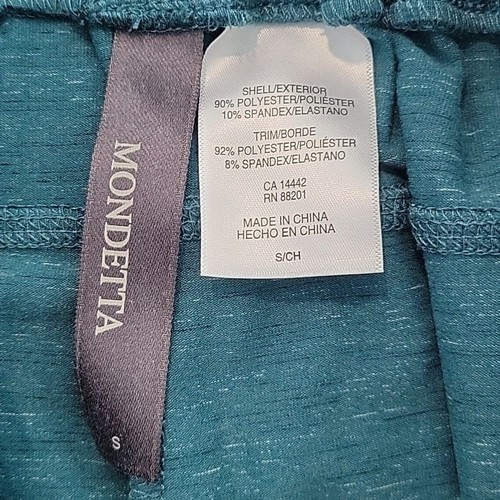 MONDETTA
S
SHELL/EXTERIOR
90% POLYESTER/POLIÉSTER
10% SPANDEX/ELASTANO
TRIM/BORDE
92% POLYESTER/POLIÉSTER
8% SPANDEX/ELASTANO
CA 14442
RN 88201
MADE IN CHINA
HECHO EN CHINA
S/CH